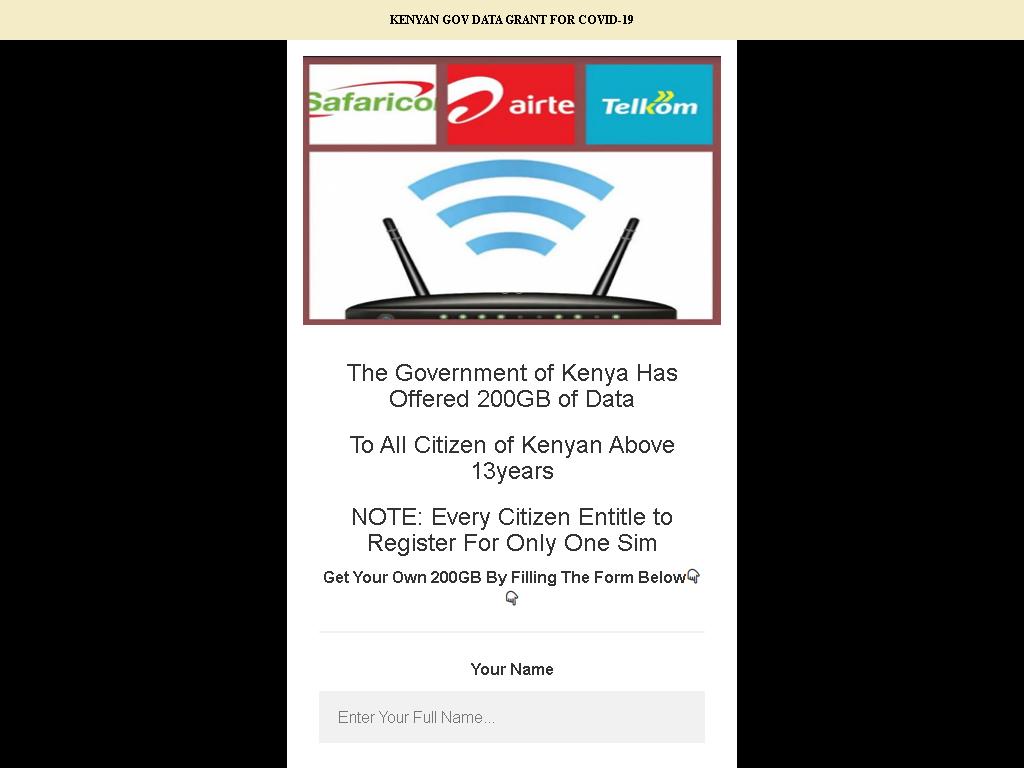 KENYAN GOV DATA GRANT FOR COVID-19
Safarico
airte
Telkom
The Government of Kenya Has
Offered 200GB of Data
To All Citizen of Kenyan Above
13years
NOTE: Every Citizen Entitle to
Register For Only One Sim
Get Your Own 200GB By Filling The Form Below👇
👇
Your Name
Enter Your Full Name...